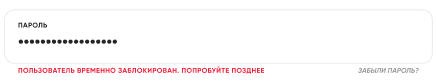 ПАРОЛЬ
••••••••••••••••••
ПОЛЬЗОВАТЕЛЬ ВРЕМЕННО ЗАБЛОКИРОВАН. ПОПРОБУЙТЕ ПОЗДНЕЕ
ЗАБЫЛИ ПАРОЛЬ?